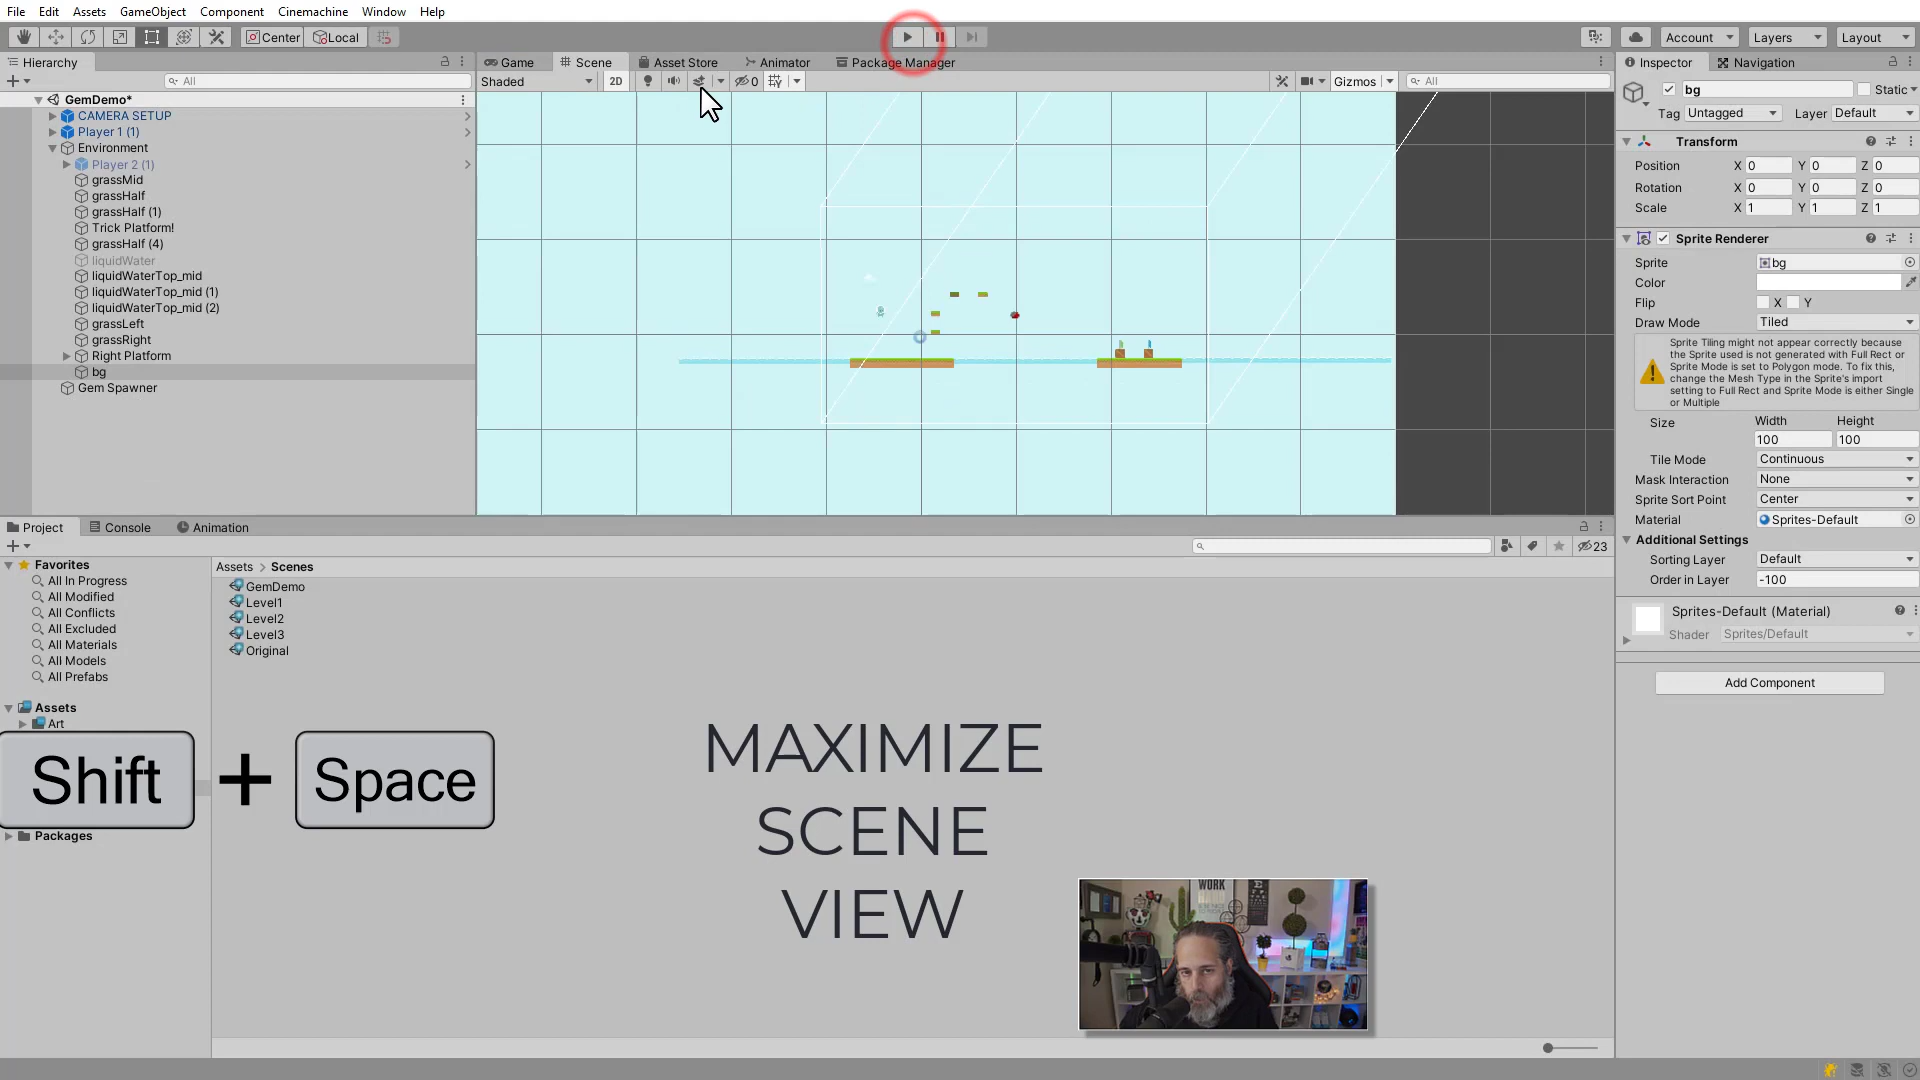 File Edit Assets GameObject Component Cinemachine Window Help
Center Local Account Layers Layout
Hierarchy
All
GemDemo*
CAMERA SETUP
Player 1 (1)
Environment
Player 2 (1)
grassMid
grassHalf
grassHalf (1)
Trick Platform!
grassHalf (4)
liquidWater
liquidWaterTop_mid
liquidWaterTop_mid (1)
liquidWaterTop_mid (2)
grassLeft
grassRight
Right Platform
bg
Gem Spawner
Game Scene Asset Store Animator Package Manager
Shaded 2D 0 Gizmos All
Inspector Navigation
bg Static
Tag Untagged Layer Default
Transform
Position X 0 Y 0 Z 0
Rotation X 0 Y 0 Z 0
Scale X 1 Y 1 Z 1
Sprite Renderer
Sprite bg
Color
Flip X Y
Draw Mode Tiled
Sprite Tiling might not appear correctly because
the Sprite used is not generated with Full Rect or
Sprite Mode is set to Polygon mode. To fix this,
change the Mesh Type in the Sprite's import
setting to Full Rect and Sprite Mode is either Single
or Multiple
Size Width Height
100 100
Tile Mode Continuous
Mask Interaction None
Sprite Sort Point Center
Material Sprites-Default
Additional Settings
Sorting Layer Default
Order in Layer -100
Sprites-Default (Material)
Shader Sprites/Default
Add Component
Project Console Animation
23
Favorites
All In Progress
All Modified
All Conflicts
All Excluded
All Materials
All Models
All Prefabs
Assets
Art
Packages
Assets > Scenes
GemDemo
Level1
Level2
Level3
Original
Shift + Space
MAXIMIZE
SCENE
VIEW
WORK